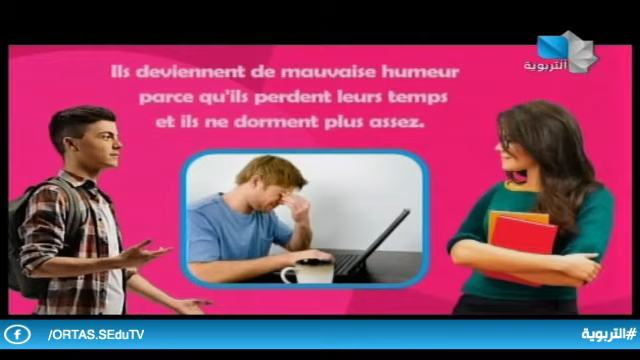 التربوية
Ils deviennent de mauvaise humeur
parce qu'ils perdent leurs temps
et ils ne dorment plus assez.
/ORTAS.SEduTV
#التربوية